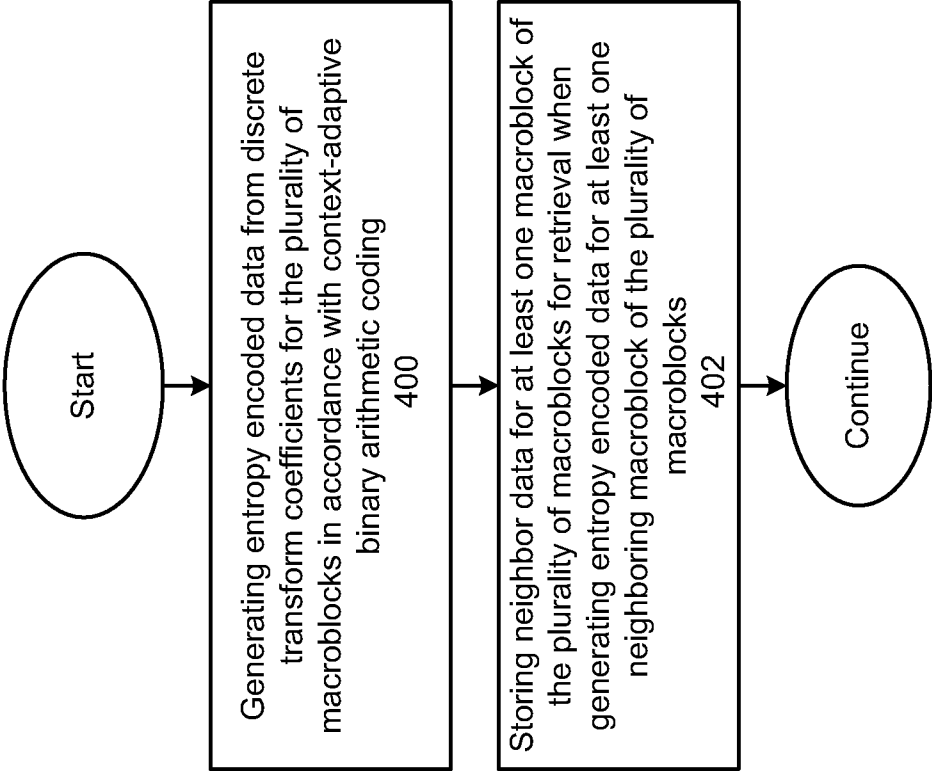 Start
Generating entropy encoded data from discrete
transform coefficients for the plurality of
macroblocks in accordance with context-adaptive
binary arithmetic coding
400
Storing neighbor data for at least one macroblock of
the plurality of macroblocks for retrieval when
generating entropy encoded data for at least one
neighboring macroblock of the plurality of
macroblocks
402
Continue